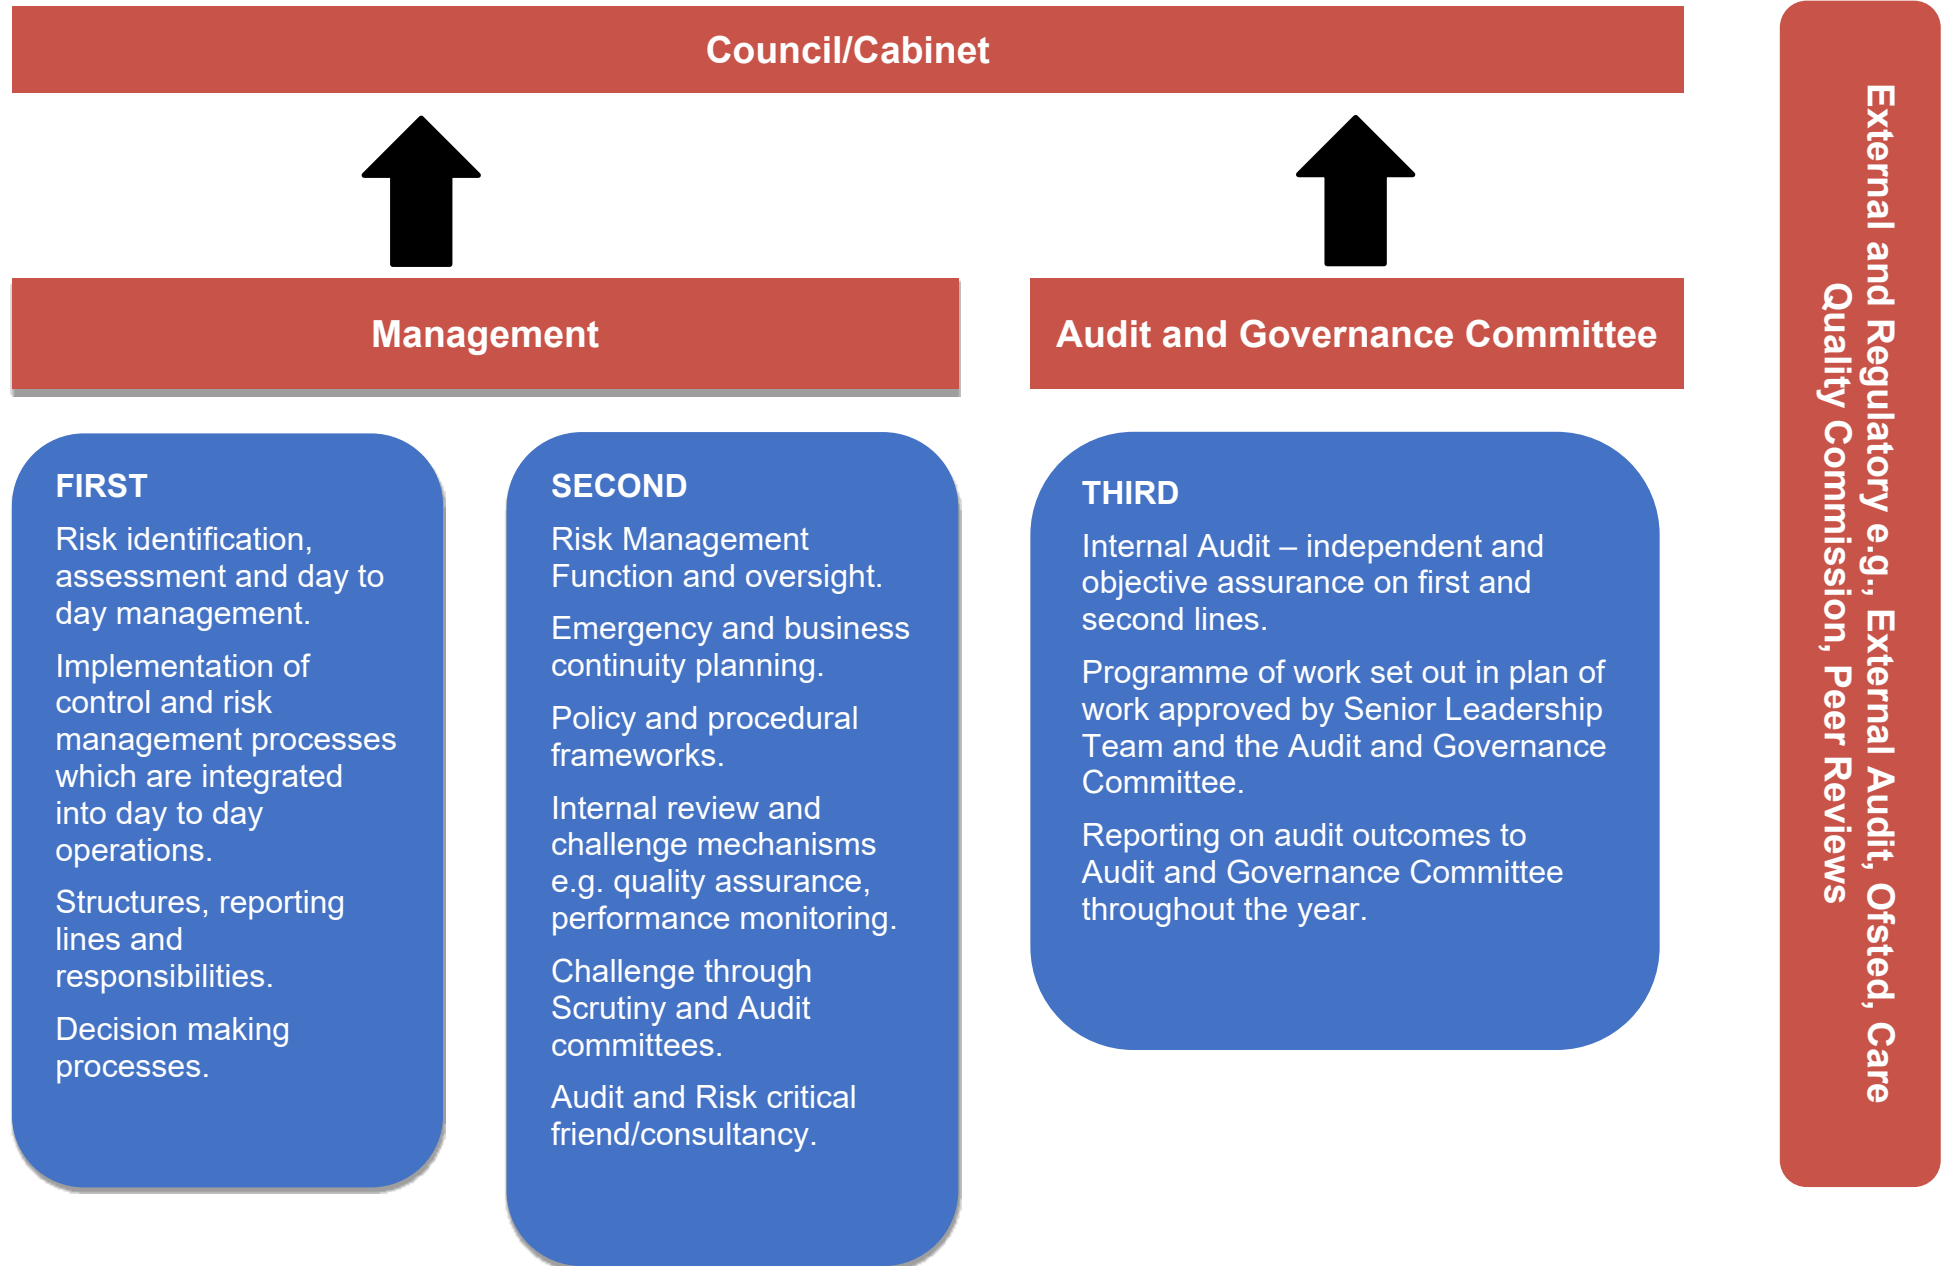 Council/Cabinet
Management
Audit and Governance Committee
FIRST
Risk identification,
assessment and day to
day management.
Implementation of
control and risk
management processes
which are integrated
into day to day
operations.
Structures, reporting
lines and
responsibilities.
Decision making
processes.
SECOND
Risk Management
Function and oversight.
Emergency and business
continuity planning.
Policy and procedural
frameworks.
Internal review and
challenge mechanisms
e.g. quality assurance,
performance monitoring.
Challenge through
Scrutiny and Audit
committees.
Audit and Risk critical
friend/consultancy.
THIRD
Internal Audit – independent and
objective assurance on first and
second lines.
Programme of work set out in plan of
work approved by Senior Leadership
Team and the Audit and Governance
Committee.
Reporting on audit outcomes to
Audit and Governance Committee
throughout the year.
External and Regulatory e.g., External Audit, Ofsted, Care
Quality Commission, Peer Reviews